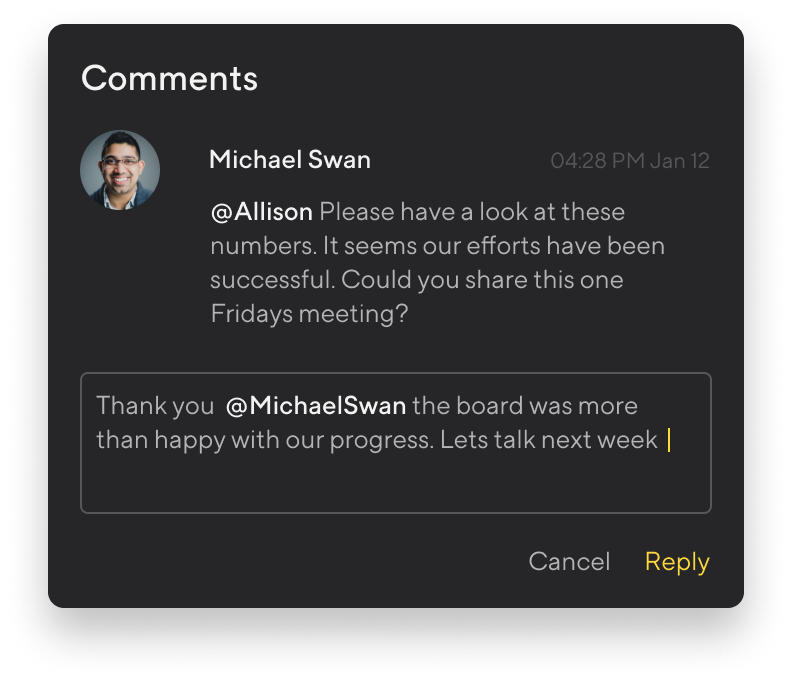 Comments
Michael Swan 04:28 PM Jan 12
@Allison Please have a look at these
numbers. It seems our efforts have been
successful. Could you share this one
Fridays meeting?
Thank you @MichaelSwan the board was more
than happy with our progress. Lets talk next week
Cancel Reply